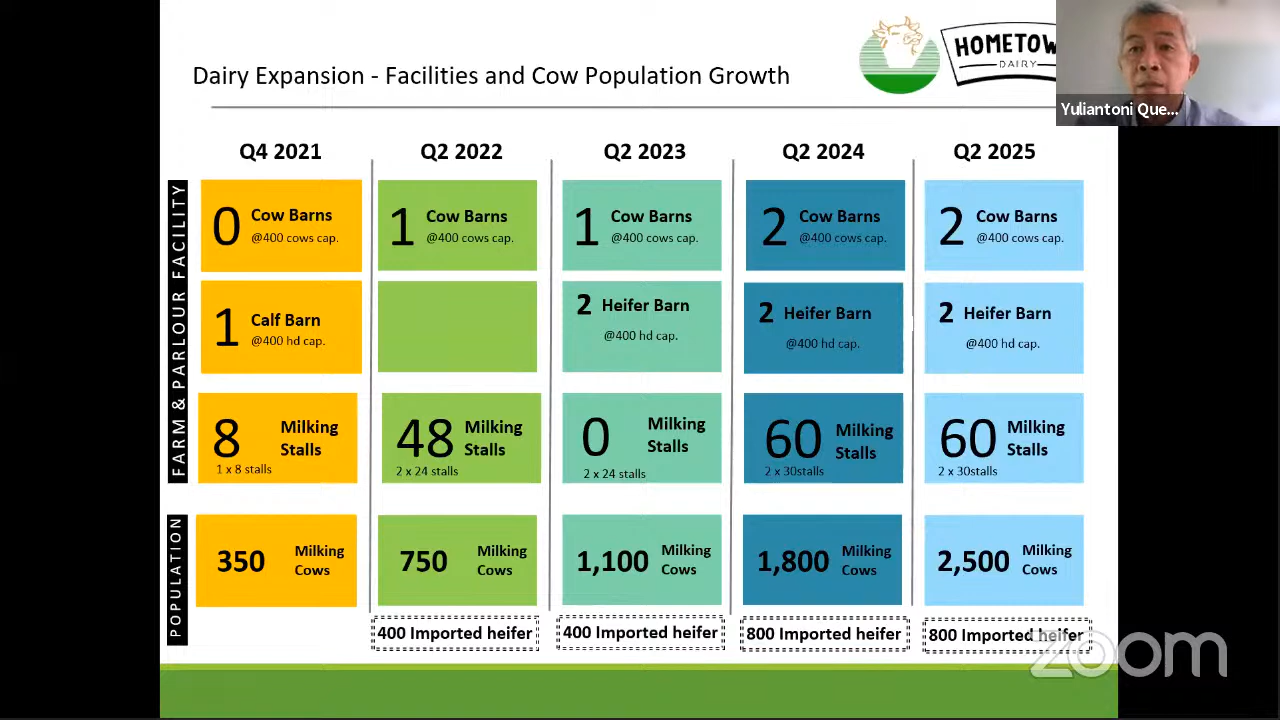 Dairy Expansion - Facilities and Cow Population Growth
HOMETOW
DAIRY
Yuliantoni Que...
Q4 2021
Q2 2022
Q2 2023
Q2 2024
Q2 2025
FARM & PARLOUR FACILITY
0 Cow Barns
@400 cows cap.
1 Cow Barns
@400 cows cap.
1 Cow Barns
@400 cows cap.
2 Cow Barns
@400 cows cap.
2 Cow Barns
@400 cows cap.
1 Calf Barn
@400 hd cap.
2 Heifer Barn
@400 hd cap.
2 Heifer Barn
@400 hd cap.
2 Heifer Barn
@400 hd cap.
8 Milking
Stalls
1 x 8 stalls
48 Milking
Stalls
2 x 24 stalls
0 Milking
Stalls
2 x 24 stalls
60 Milking
Stalls
2 x 30stalls
60 Milking
Stalls
2 x 30stalls
POPULATION
350 Milking
Cows
750 Milking
Cows
1,100 Milking
Cows
1,800 Milking
Cows
2,500 Milking
Cows
400 Imported heifer
400 Imported heifer
800 Imported heifer
800 Imported heifer
zoom